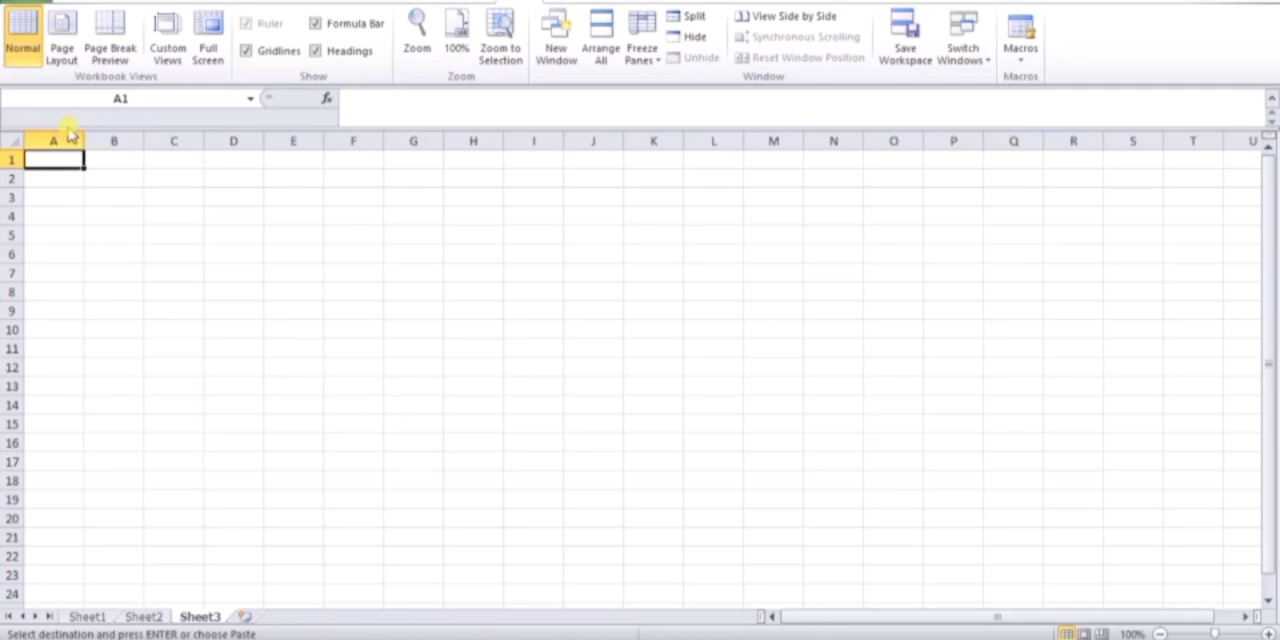 Normal Page Layout Page Break Preview Custom Views Full Screen
Workbook Views
Ruler Formula Bar
Gridlines Headings
Show
Zoom 100% Zoom to Selection
Zoom
New Window Arrange All Freeze Panes
Split
Hide
Unhide
View Side by Side
Synchronous Scrolling
Reset Window Position
Window
Save Workspace Switch Windows
Macros
Macros
A1 fx
A B C D E F G H I J K L M N O P Q R S T U
1
2
3
4
5
6
7
8
9
10
11
12
13
14
15
16
17
18
19
20
21
22
23
24
Sheet1 Sheet2 Sheet3
Select destination and press ENTER or choose Paste 100%